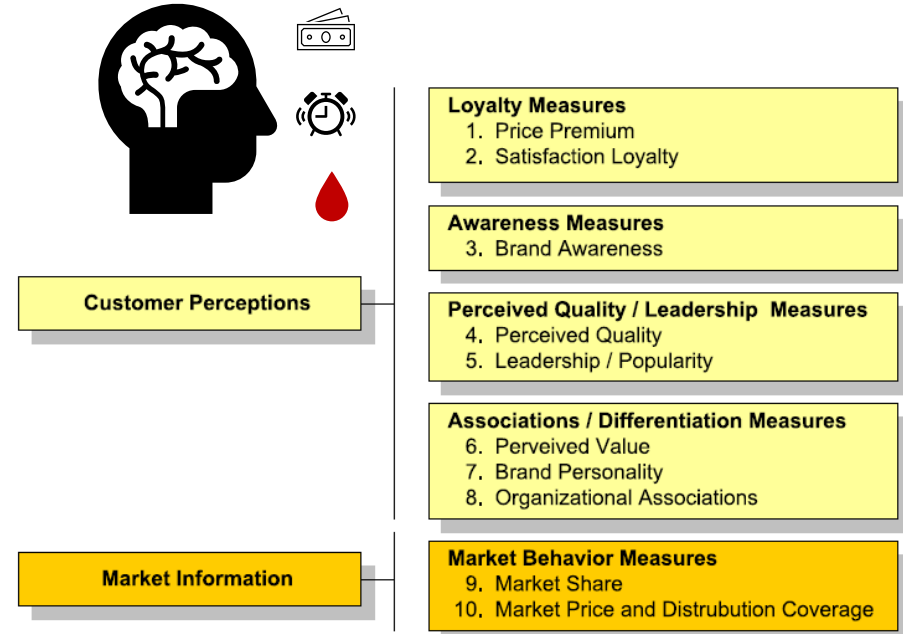 Loyalty Measures
1. Price Premium
2. Satisfaction Loyalty
Awareness Measures
3. Brand Awareness
Customer Perceptions
Perceived Quality / Leadership Measures
4. Perceived Quality
5. Leadership / Popularity
Associations / Differentiation Measures
6. Perveived Value
7. Brand Personality
8. Organizational Associations
Market Information
Market Behavior Measures
9. Market Share
10. Market Price and Distrubution Coverage